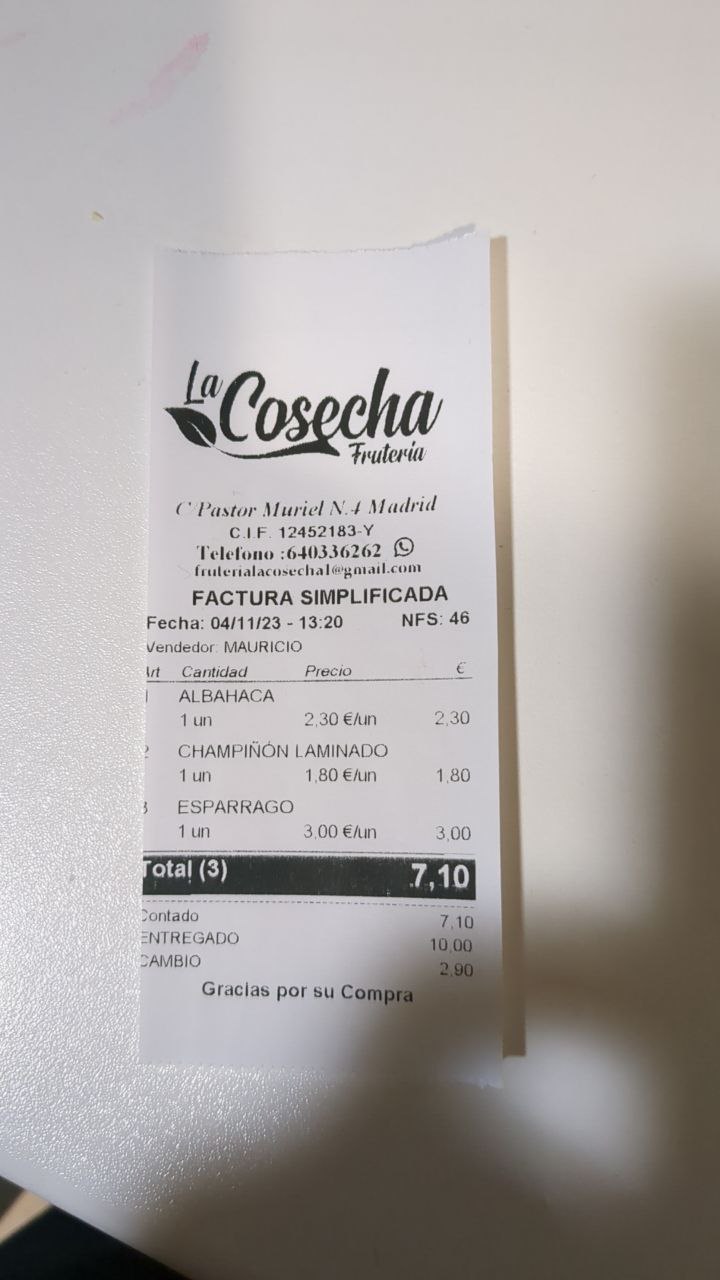 La
Cosecha
Frutería
C/Pastor Muriel N.4 Madrid
C.I.F. 12452183-Y
Telefono :640336262
fruterialacosecha1@gmail.com
FACTURA SIMPLIFICADA
Fecha: 04/11/23 - 13:20 NFS: 46
Vendedor: MAURICIO
Art Cantidad Precio €
1 ALBAHACA
1 un 2,30 €/un 2,30
2 CHAMPIÑÓN LAMINADO
1 un 1,80 €/un 1,80
3 ESPARRAGO
1 un 3,00 €/un 3,00
Total (3) 7,10
Contado 7,10
ENTREGADO 10,00
CAMBIO 2,90
Gracias por su Compra